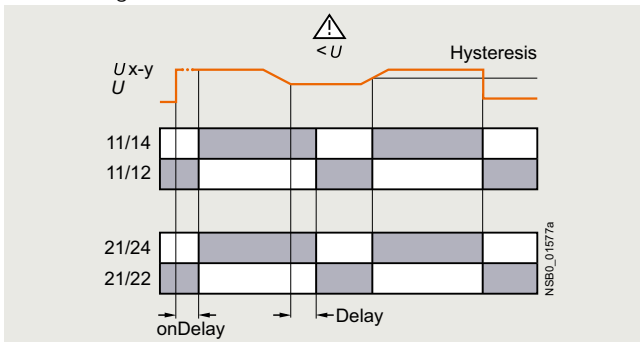 < U
Hysteresis
U x-y
U
11/14
11/12
21/24
21/22
NSB0_01577a
onDelay
Delay